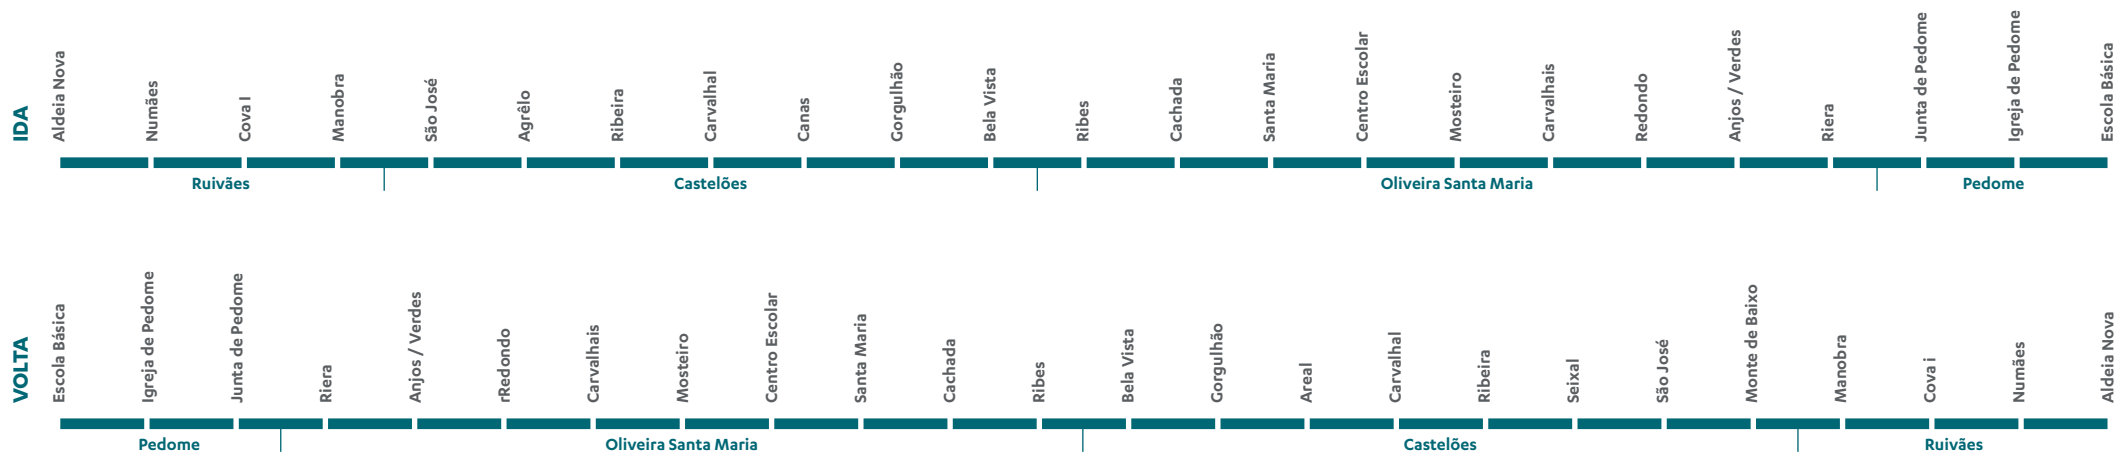 IDA
Aldeia Nova
Numães
Cova I
Manobra
São José
Agrêlo
Ribeira
Carvalhal
Canas
Gorgulhão
Bela Vista
Ribes
Cachada
Santa Maria
Centro Escolar
Mosteiro
Carvalhais
Redondo
Anjos / Verdes
Riera
Junta de Pedome
Igreja de Pedome
Escola Básica
Ruivães
Castelões
Oliveira Santa Maria
Pedome
VOLTA
Escola Básica
Igreja de Pedome
Junta de Pedome
Riera
Anjos / Verdes
rRedondo
Carvalhais
Mosteiro
Centro Escolar
Santa Maria
Cachada
Ribes
Bela Vista
Gorgulhão
Areal
Carvalhal
Ribeira
Seixal
São José
Monte de Baixo
Manobra
Cova i
Numães
Aldeia Nova
Pedome
Oliveira Santa Maria
Castelões
Ruivães